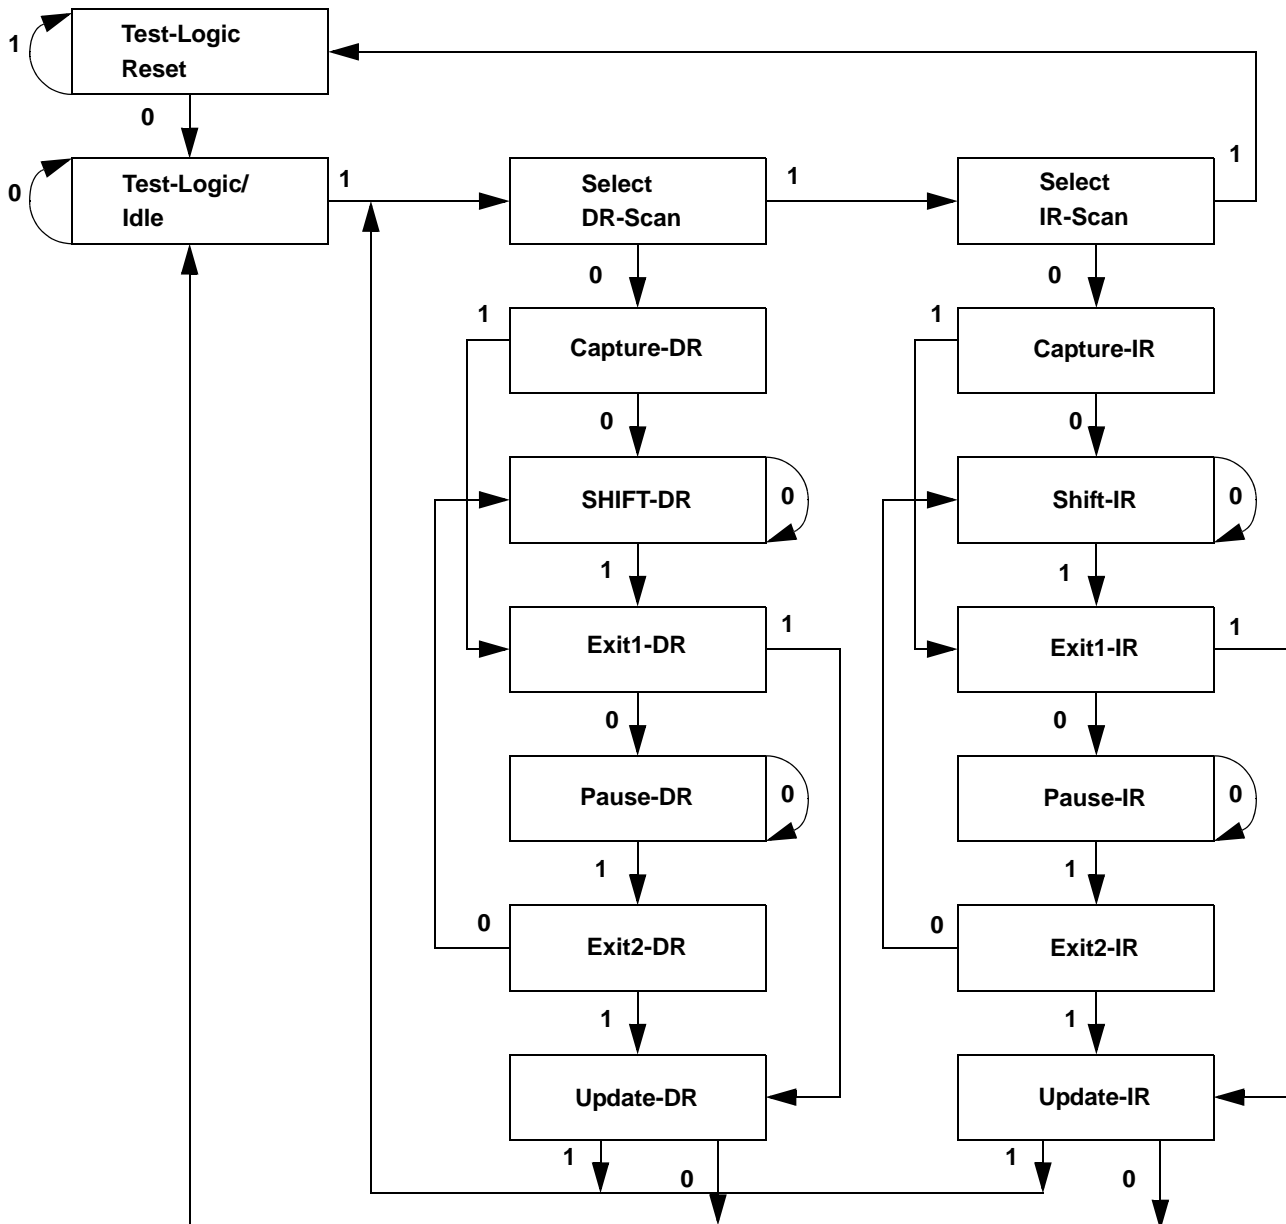 1
Test-Logic
Reset
0
0
Test-Logic/
Idle
1
Select
DR-Scan
1
Select
IR-Scan
1
0
0
1
Capture-DR
1
Capture-IR
0
0
SHIFT-DR
0
Shift-IR
0
1
1
Exit1-DR
1
Exit1-IR
1
0
0
Pause-DR
0
Pause-IR
0
1
1
0
Exit2-DR
0
Exit2-IR
1
1
Update-DR
Update-IR
1
0
1
0